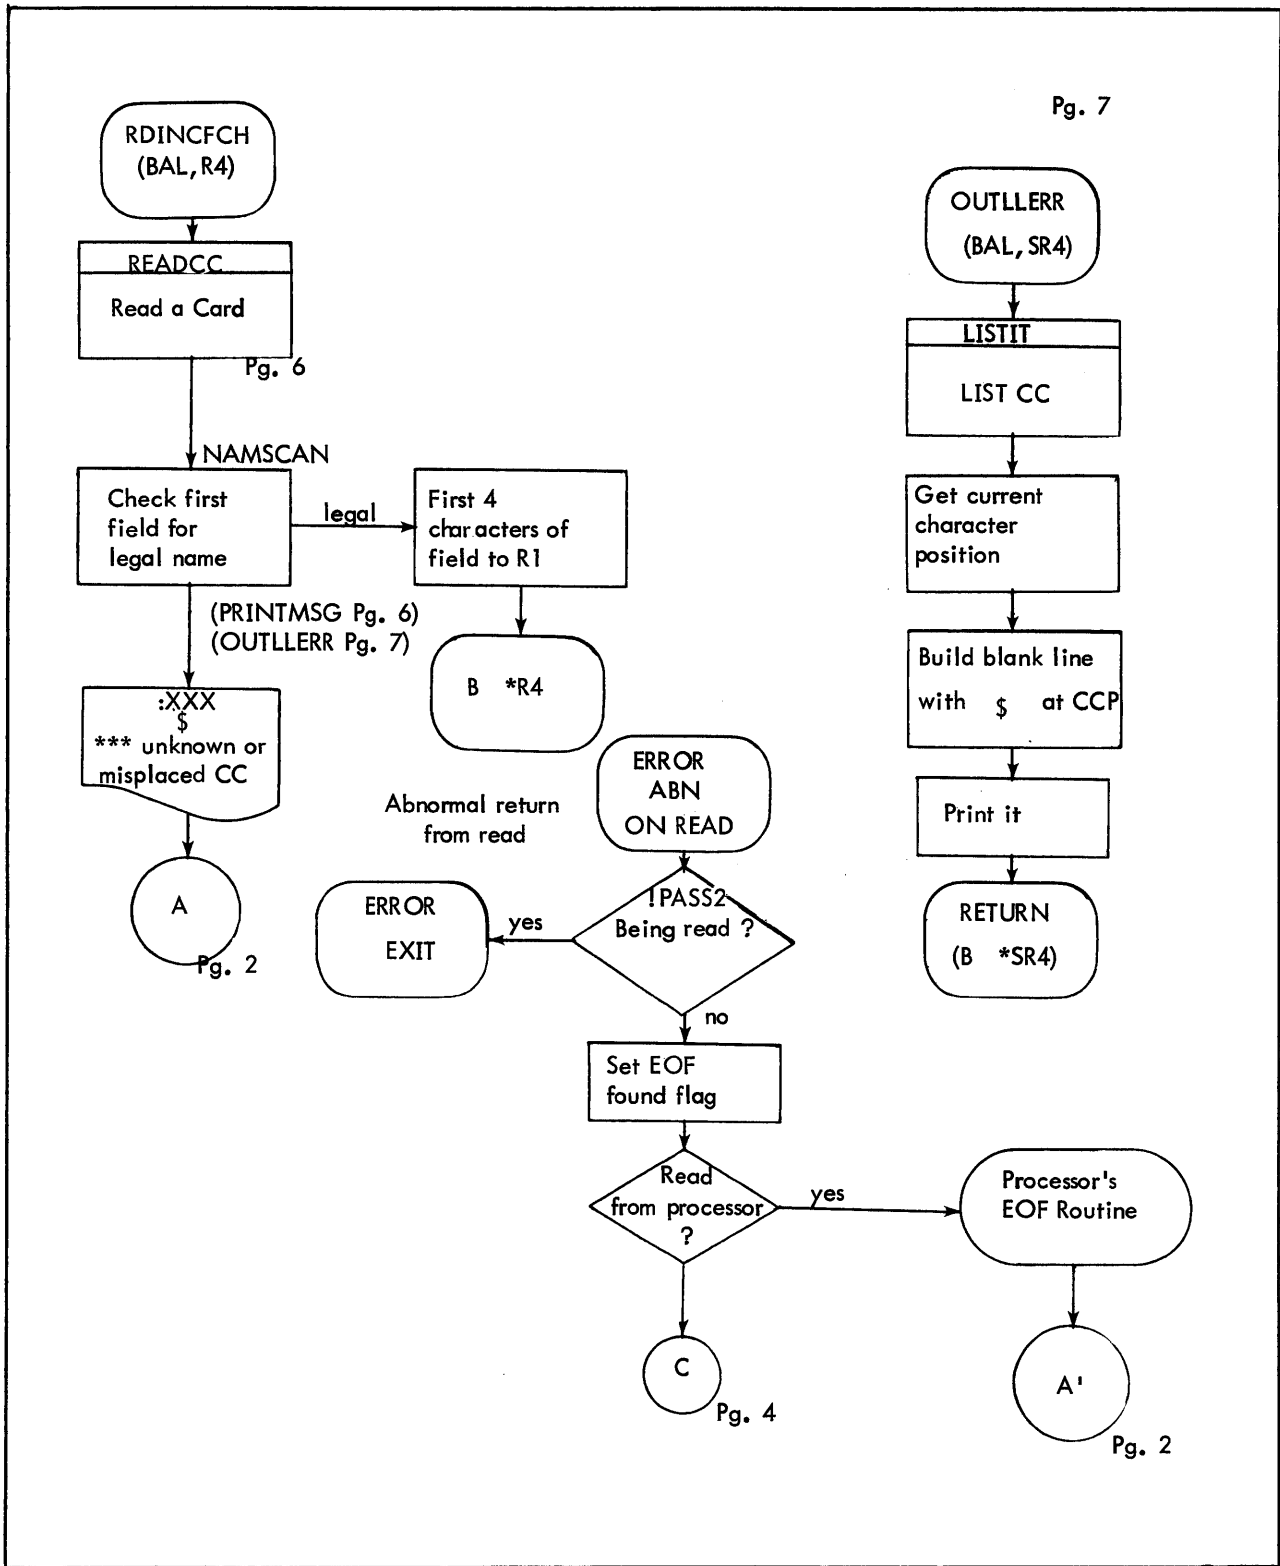 Pg. 7
RDINCFCH
(BAL, R4)
READCC
Read a Card
Pg. 6
NAMSCAN
Check first
field for
legal name
legal
First 4
characters of
field to R1
(PRINTMSG Pg. 6)
(OUTLLERR Pg. 7)
B *R4
:XXX
$
*** unknown or
misplaced CC
A
Pg. 2
OUTLLERR
(BAL, SR4)
LISTIT
LIST CC
Get current
character
position
Build blank line
with $ at CCP
Print it
RETURN
(B *SR4)
Abnormal return
from read
ERROR
ABN
ON READ
!PASS2
Being read ?
yes
ERROR
EXIT
no
Set EOF
found flag
Read
from processor
?
yes
Processor's
EOF Routine
C
Pg. 4
A'
Pg. 2